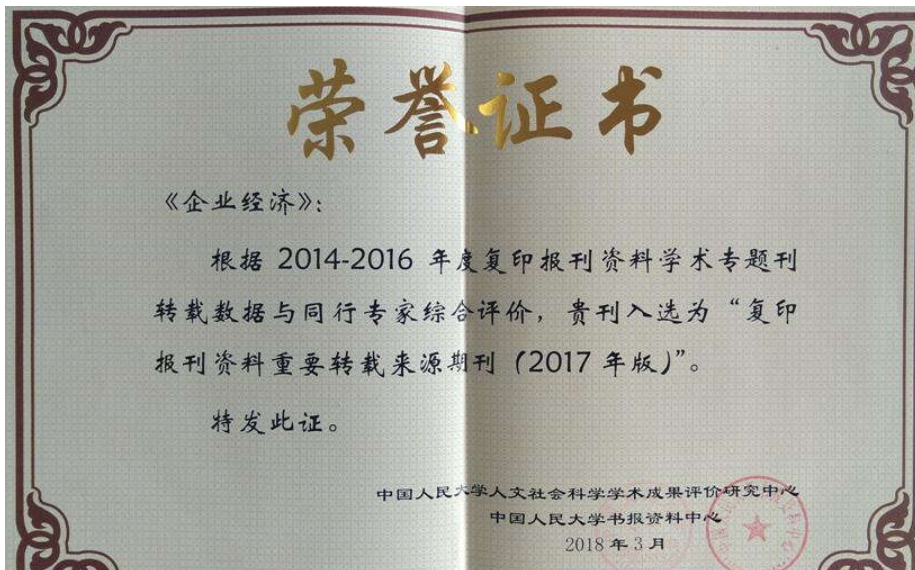 荣誉证书
《企业经济》：
根据 2014-2016 年度复印报刊资料学术专题刊
转载数据与同行专家综合评价，贵刊入选为“复印
报刊资料重要转载来源期刊（2017 年版）”。
特发此证。
中国人民大学人文社会科学学术成果评价研究中心
中国人民大学书报资料中心
2018 年 3 月